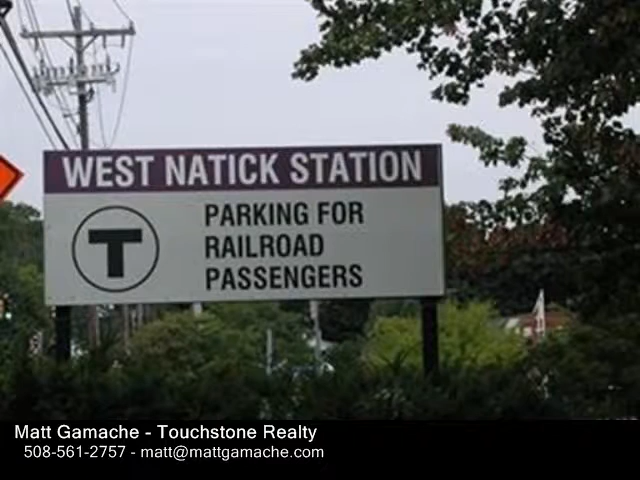 WEST NATICK STATION
T
PARKING FOR
RAILROAD
PASSENGERS
Matt Gamache - Touchstone Realty
508-561-2757 - matt@mattgamache.com